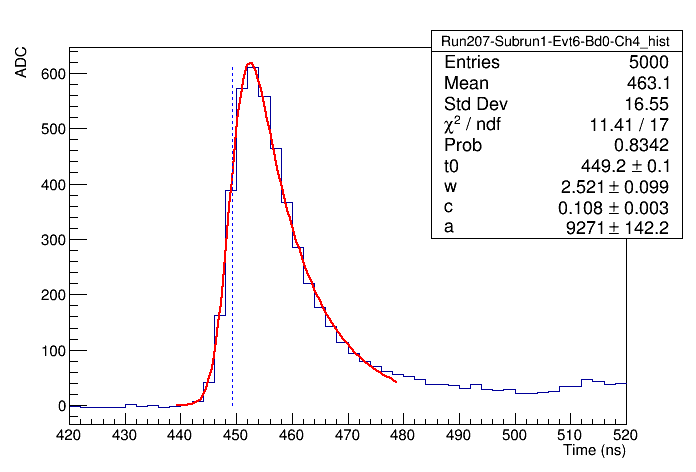 Run207-Subrun1-Evt6-Bd0-Ch4_hist
Entries 5000
Mean 463.1
Std Dev 16.55
χ² / ndf 11.41 / 17
Prob 0.8342
t0 449.2 ± 0.1
w 2.521 ± 0.099
c 0.108 ± 0.003
a 9271 ± 142.2
ADC
600
500
400
300
200
100
0
420 430 440 450 460 470 480 490 500 510 520
Time (ns)